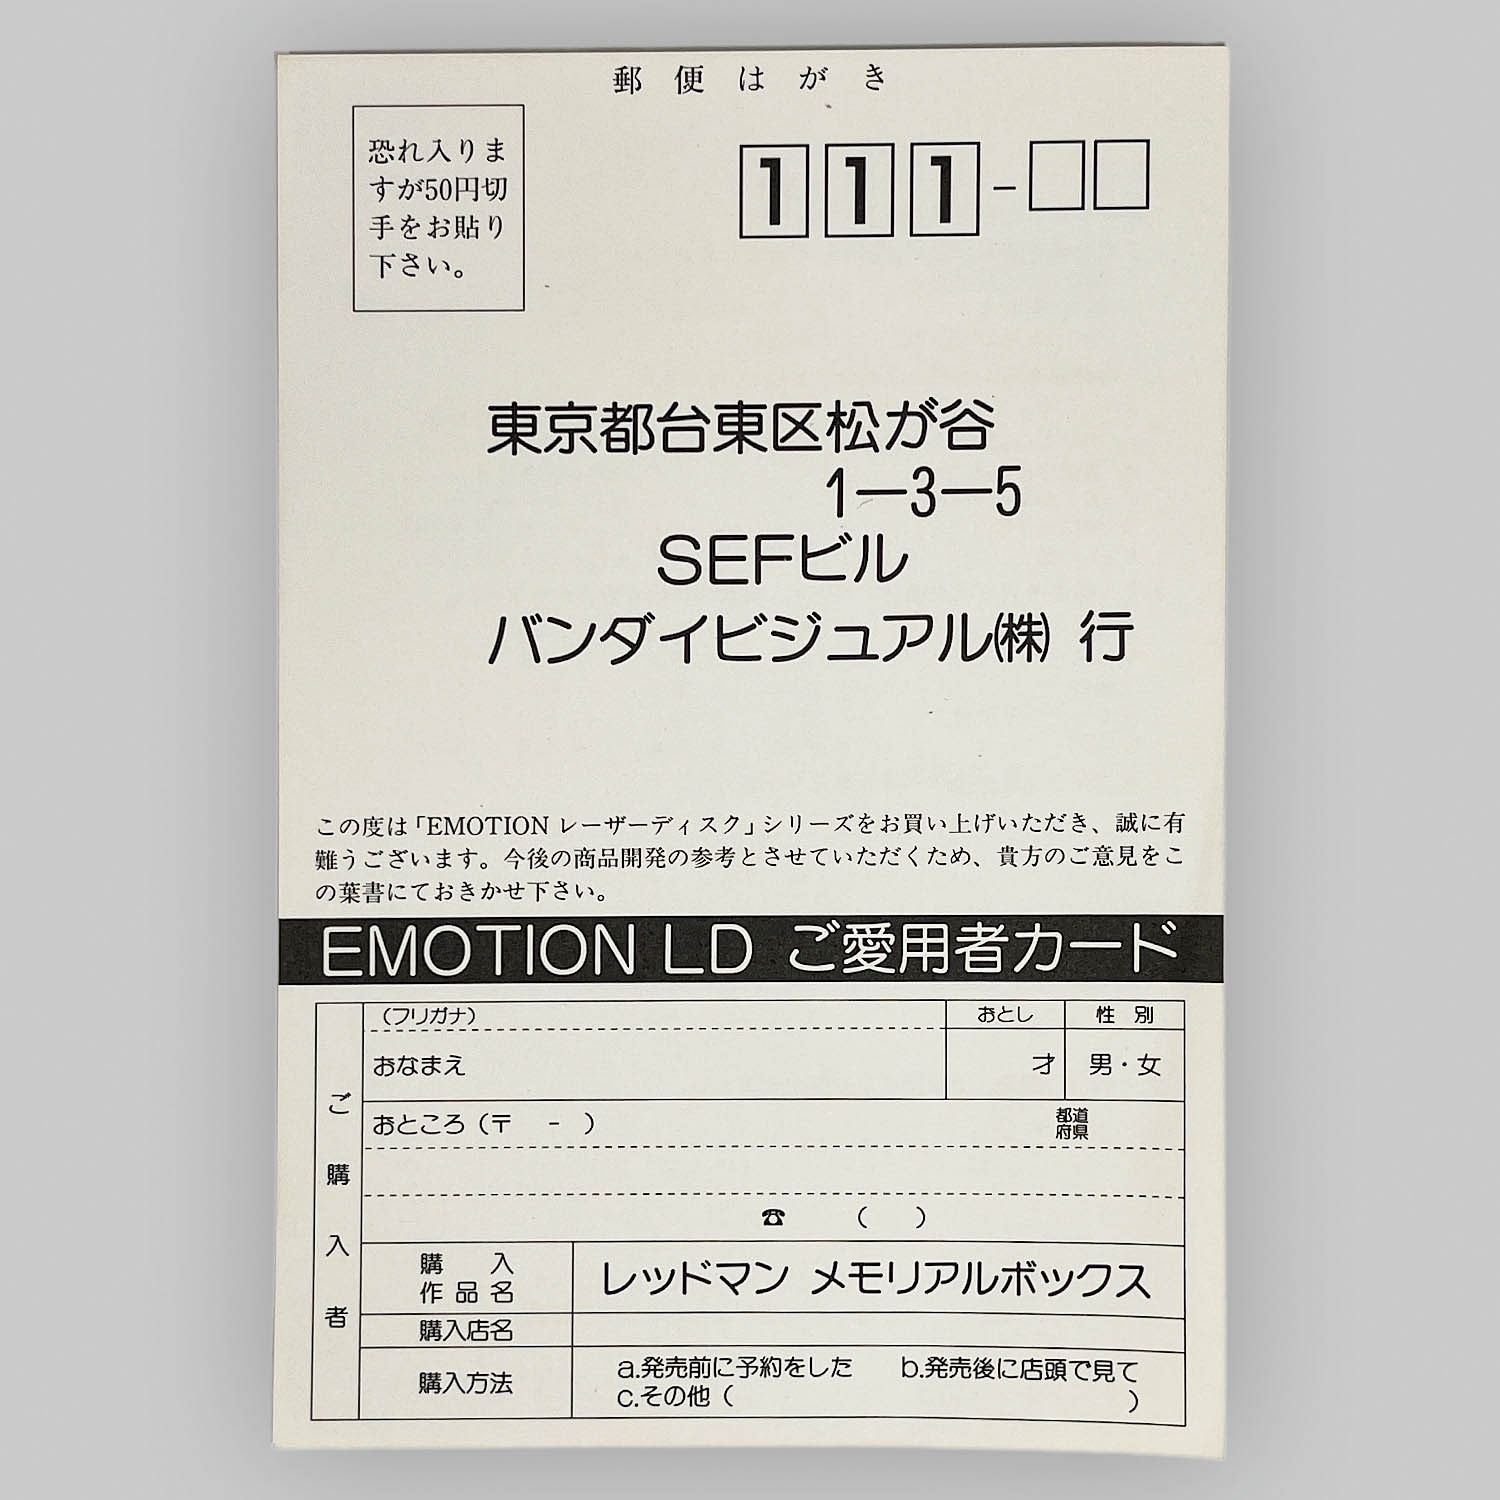 郵便はがき
恐れ入りま
すが50円切
手をお貼り
下さい。
111-
東京都台東区松が谷
1-3-5
SEFビル
バンダイビジュアル㈱ 行
この度は「EMOTION レーザーディスク」シリーズをお買い上げいただき、誠に有
難うございます。今後の商品開発の参考とさせていただくため、貴方のご意見をこ
の葉書にておきかせ下さい。
EMOTION LD ご愛用者カード
ご購入者
(フリガナ)
おとし
性別
おなまえ
才
男・女
おところ(〒 - )
都道
府県
☎ ( )
購入
作品名
レッドマン メモリアルボックス
購入店名
購入方法
a.発売前に予約をした b.発売後に店頭で見て
c.その他( )